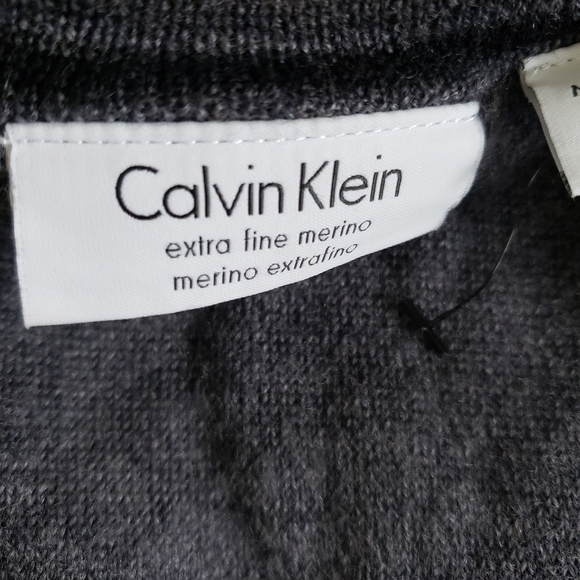 Calvin Klein
extra fine merino
merino extrafino